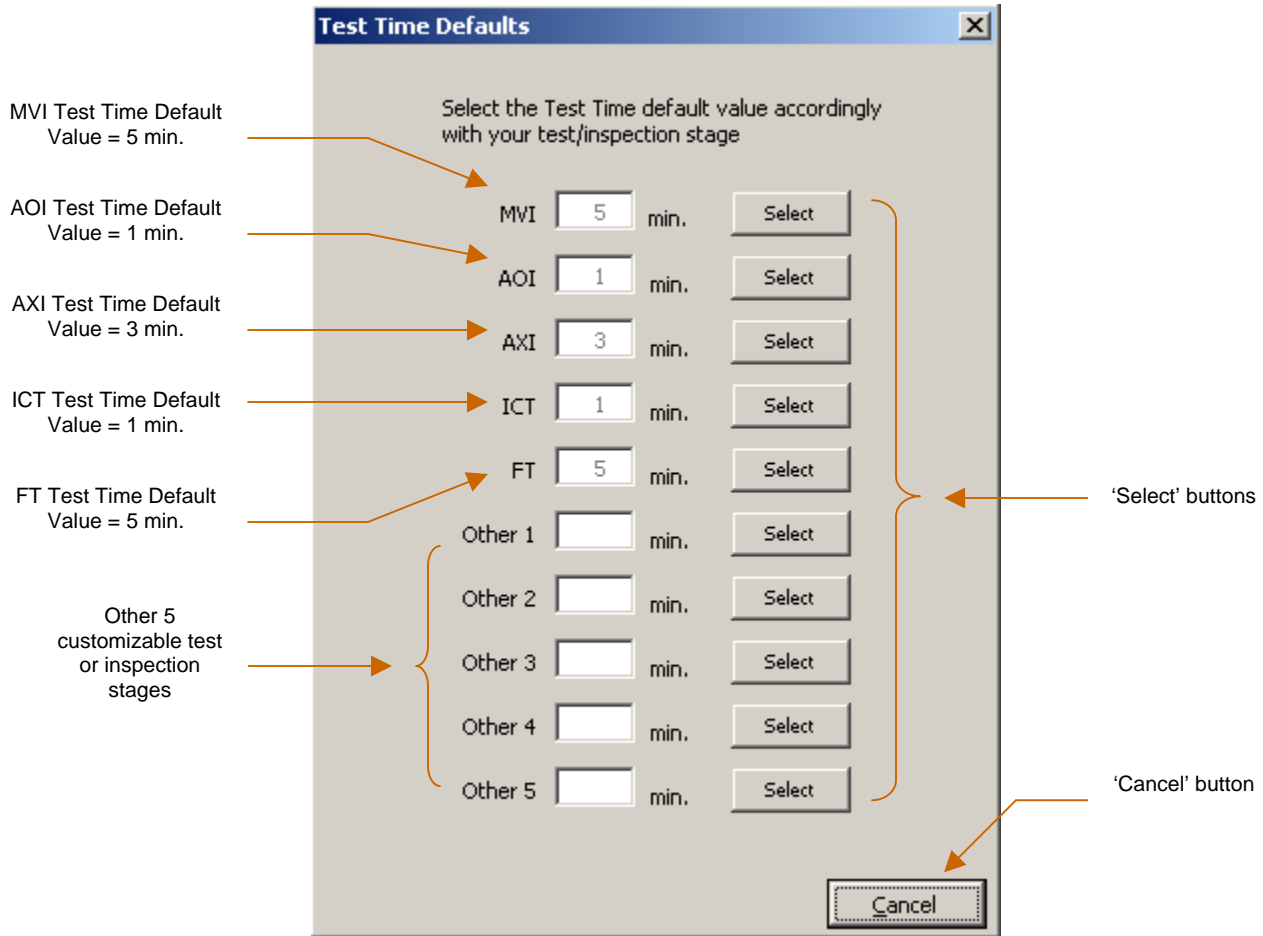 Test Time Defaults
Select the Test Time default value accordingly
with your test/inspection stage
MVI Test Time Default
Value = 5 min.
MVI 5 min. Select
AOI Test Time Default
Value = 1 min.
AOI 1 min. Select
AXI Test Time Default
Value = 3 min.
AXI 3 min. Select
ICT Test Time Default
Value = 1 min.
ICT 1 min. Select
FT Test Time Default
Value = 5 min.
FT 5 min. Select
‘Select’ buttons
Other 1 min. Select
Other 2 min. Select
Other 3 min. Select
Other 4 min. Select
Other 5 min. Select
Other 5
customizable test
or inspection
stages
‘Cancel’ button
Cancel